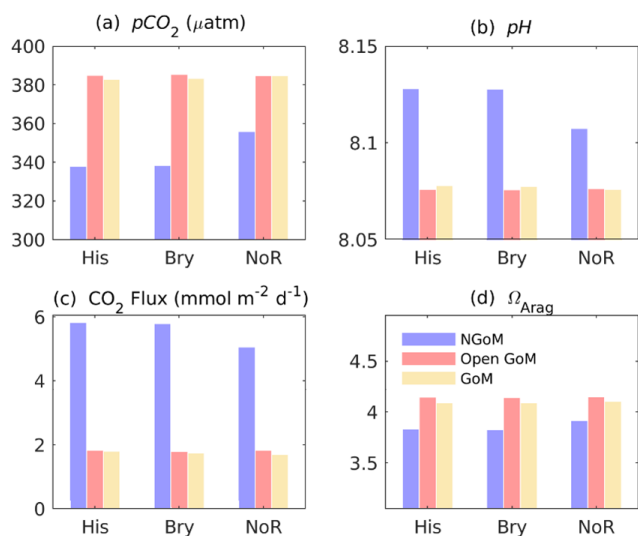 (a) pCO₂ (μatm)
400
380
360
340
320
300
His Bry NoR
(b) pH
8.15
8.1
8.05
His Bry NoR
(c) CO₂ Flux (mmol m⁻² d⁻¹)
6
4
2
0
His Bry NoR
(d) Ω_Arag
4.5
4
3.5
NGoM
Open GoM
GoM
His Bry NoR